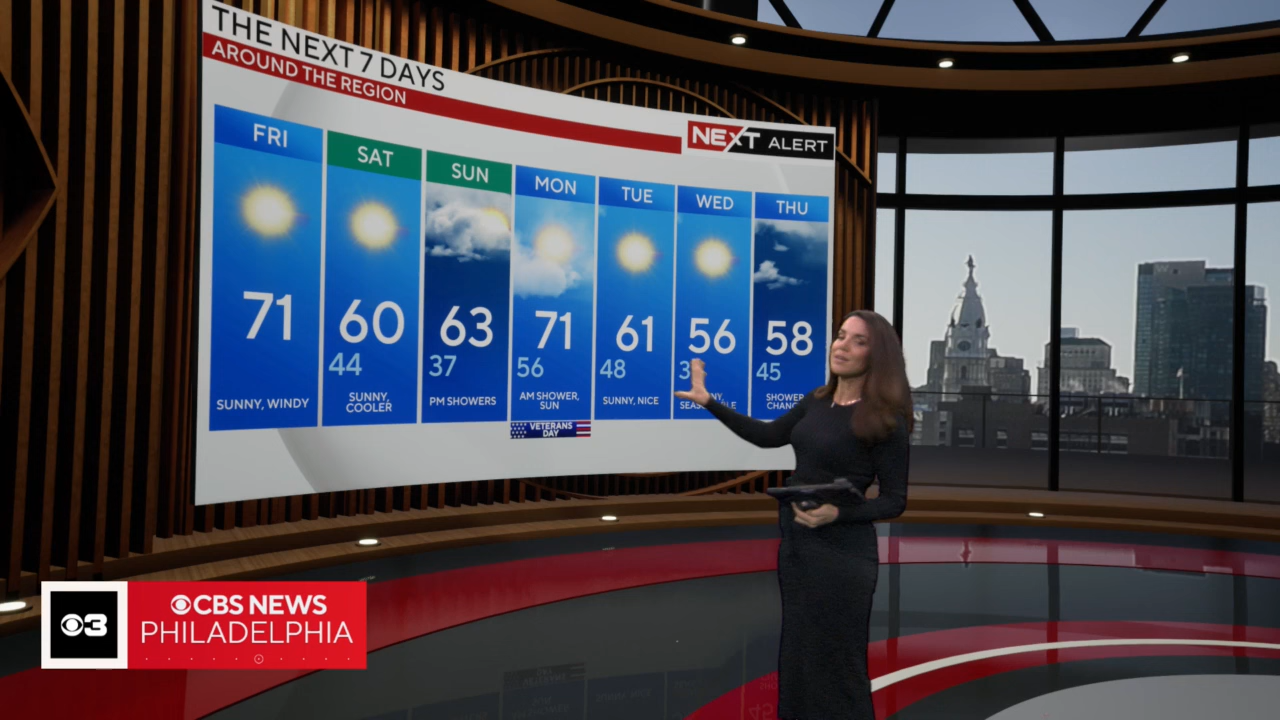 THE NEXT 7 DAYS
AROUND THE REGION
NEXT ALERT
FRI
71
SUNNY, WINDY
SAT
60
44
SUNNY,
COOLER
SUN
63
37
PM SHOWERS
MON
71
56
AM SHOWER,
SUN
VETERANS
DAY
TUE
61
48
SUNNY, NICE
WED
56
THU
58
45
SHOWER
CBS NEWS
3
PHILADELPHIA